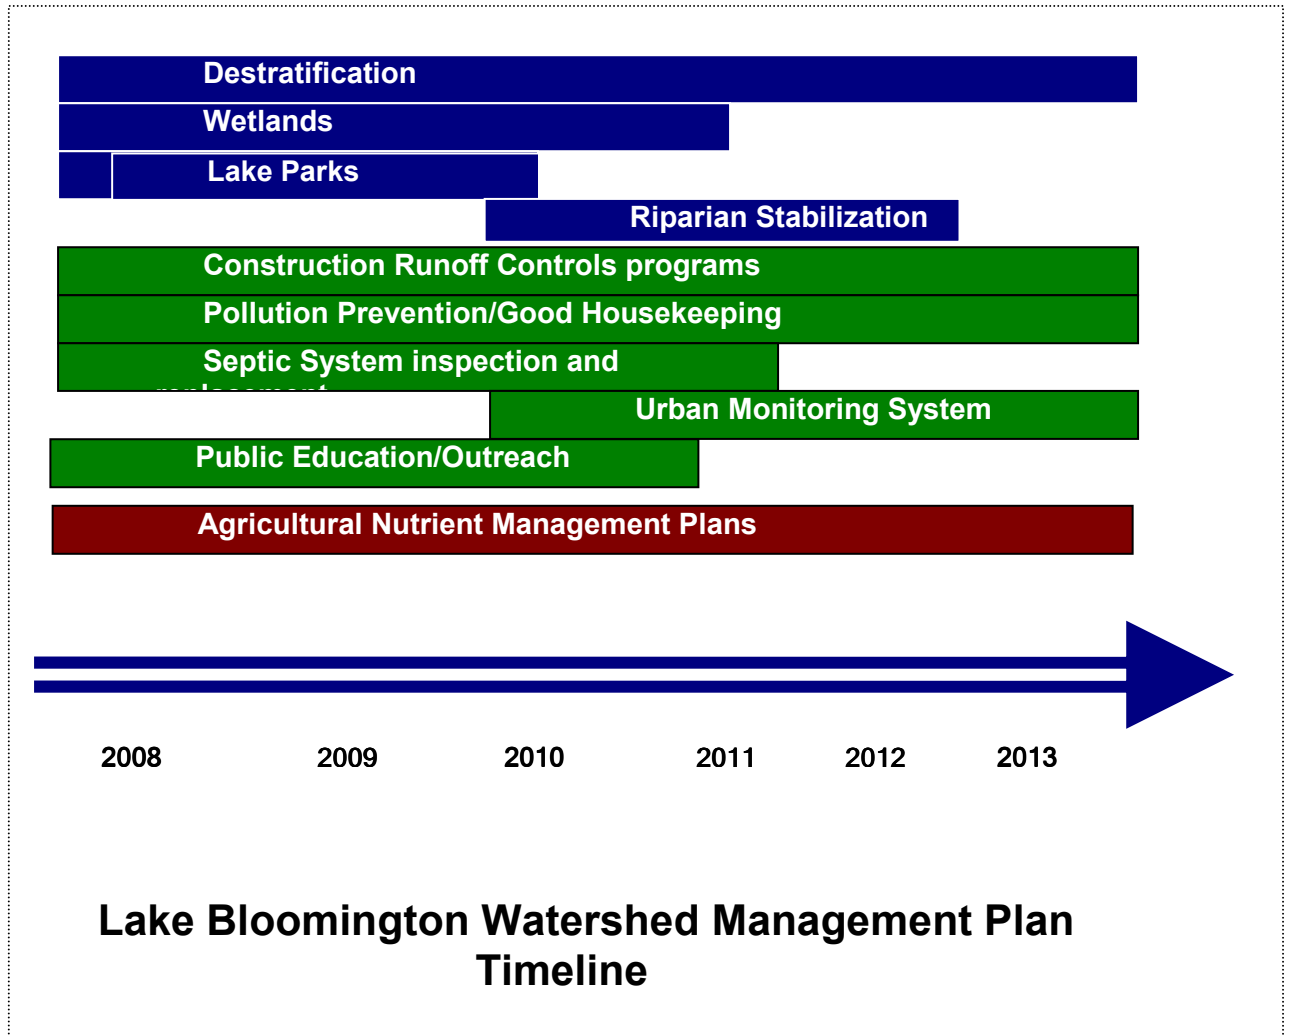 Destratification
Wetlands
Lake Parks
Riparian Stabilization
Construction Runoff Controls programs
Pollution Prevention/Good Housekeeping
Septic System inspection and
Urban Monitoring System
Public Education/Outreach
Agricultural Nutrient Management Plans
2008 2009 2010 2011 2012 2013
Lake Bloomington Watershed Management Plan
Timeline